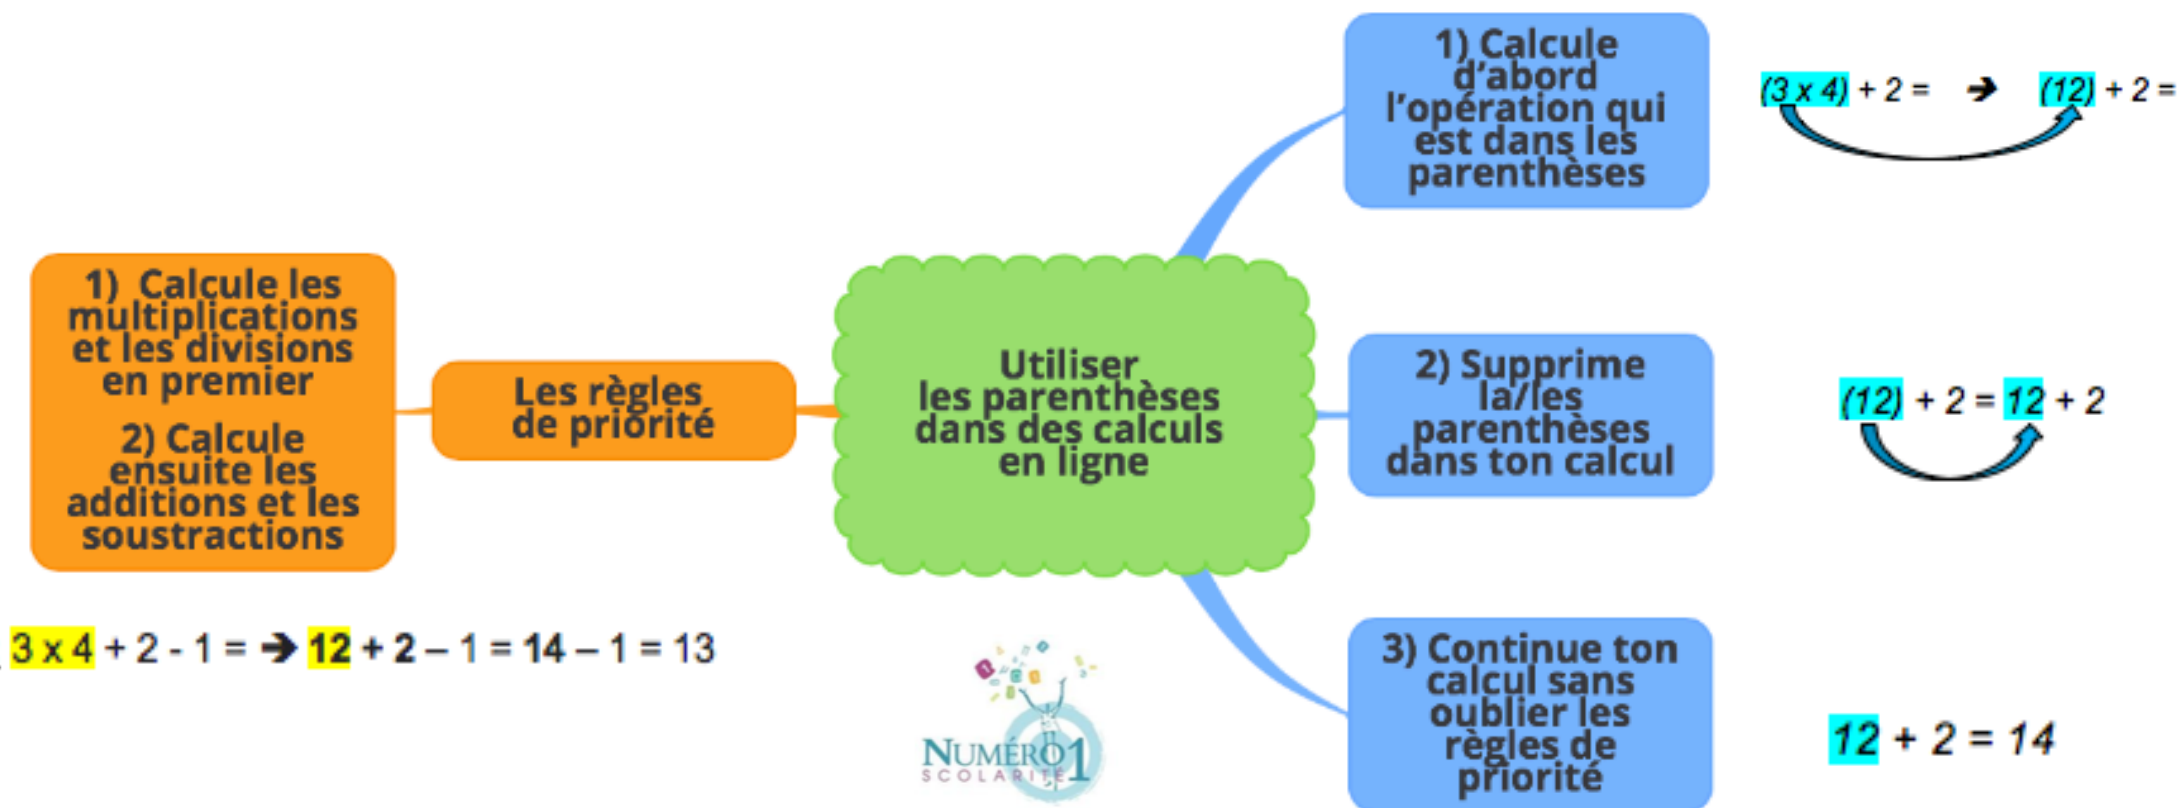 1) Calcule
d'abord
l'opération qui
est dans les
parenthèses
(3 x 4) + 2 = ➔ (12) + 2 =
1) Calcule les
multiplications
et les divisions
en premier
2) Calcule
ensuite les
additions et les
soustractions
Les règles
de priorité
Utiliser
les parenthèses
dans des calculs
en ligne
2) Supprime
la/les
parenthèses
dans ton calcul
(12) + 2 = 12 + 2
3 x 4 + 2 - 1 = ➔ 12 + 2 – 1 = 14 – 1 = 13
3) Continue ton
calcul sans
oublier les
règles de
priorité
12 + 2 = 14
NUMÉRO1
SCOLARITÉ